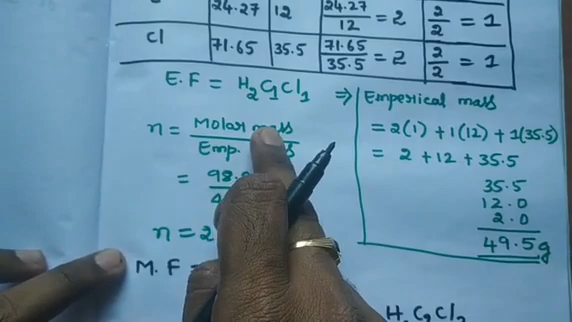 24.27 12 24.27/12 = 2 2/2 = 1
Cl 71.65 35.5 71.65/35.5 = 2 2/2 = 1
E.F = H2C1Cl1 ⇒ Emperical mass
n = Molar mass = 2(1) + 1(12) + 1(35.5)
Emp. = 2 + 12 + 35.5
= 98. 35.5
12.0
2.0
n = 2 49.5g
M.F =
H2C2Cl2